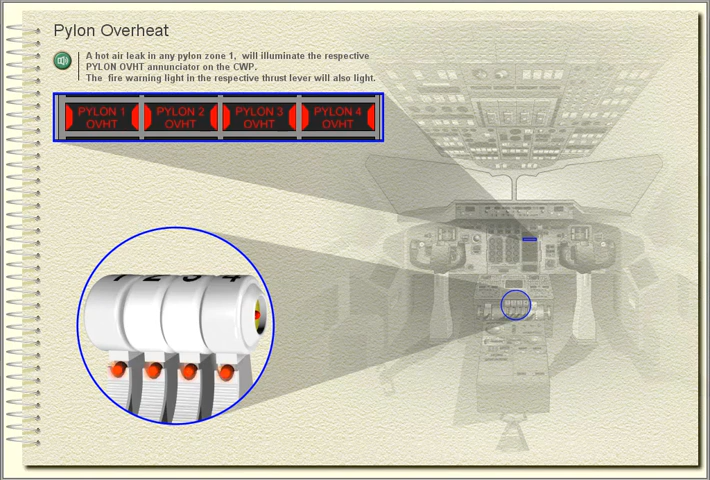 Pylon Overheat
A hot air leak in any pylon zone 1,  will illuminate the respective
PYLON OVHT annunciator on the CWP.
The  fire warning light in the respective thrust lever will also light.
PYLON 1 PYLON 2 PYLON 3 PYLON 4
OVHT OVHT OVHT OVHT
1 2 3 4